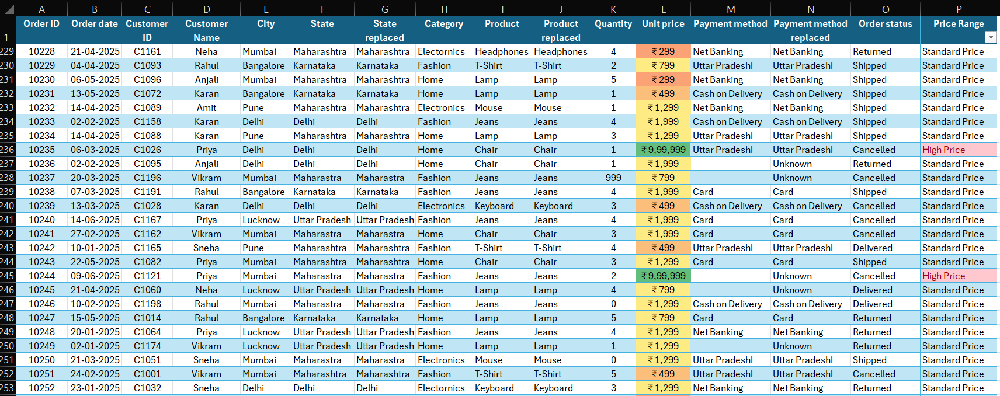 A B C D E F G H I J K L M N O P
1 Order ID Order date Customer ID Customer Name City State State replaced Category Product Product replaced Quantity Unit price Payment method Payment method replaced Order status Price Range
229 10228 21-04-2025 C1161 Neha Mumbai Maharashtra Maharashtra Electornics Headphones Headphones 4 ₹ 299 Net Banking Net Banking Returned Standard Price
230 10229 04-04-2025 C1093 Rahul Bangalore Karnataka Karnataka Fashion T-Shirt T-Shirt 2 ₹ 799 Uttar Pradeshl Uttar Pradeshl Shipped Standard Price
231 10230 06-05-2025 C1096 Anjali Mumbai Maharashtra Maharashtra Home Lamp Lamp 5 ₹ 299 Net Banking Net Banking Shipped Standard Price
232 10231 13-05-2025 C1072 Karan Bangalore Karnataka Karnataka Home Lamp Lamp 1 ₹ 499 Cash on Delivery Cash on Delivery Shipped Standard Price
233 10232 14-04-2025 C1089 Amit Pune Maharashtra Maharashtra Electronics Mouse Mouse 1 ₹ 1,299 Net Banking Net Banking Shipped Standard Price
234 10233 02-02-2025 C1158 Karan Delhi Delhi Delhi Fashion Jeans Jeans 4 ₹ 1,999 Cash on Delivery Cash on Delivery Shipped Standard Price
235 10234 14-04-2025 C1088 Karan Pune Maharashtra Maharashtra Home Lamp Lamp 3 ₹ 1,299 Uttar Pradeshl Uttar Pradeshl Shipped Standard Price
236 10235 06-03-2025 C1026 Priya Delhi Delhi Delhi Home Chair Chair 1 ₹ 9,99,999 Uttar Pradeshl Uttar Pradeshl Cancelled High Price
237 10236 02-02-2025 C1095 Anjali Delhi Delhi Delhi Home Chair Chair 1 ₹ 1,999 Unknown Returned Standard Price
238 10237 20-03-2025 C1196 Vikram Mumbai Maharastra Maharastra Fashion Jeans Jeans 999 ₹ 799 Unknown Cancelled Standard Price
239 10238 07-03-2025 C1191 Rahul Bangalore Karnataka Karnataka Fashion Jeans Jeans 4 ₹ 1,999 Card Card Shipped Standard Price
240 10239 13-03-2025 C1028 Karan Delhi Delhi Delhi Electronics Keyboard Keyboard 3 ₹ 499 Cash on Delivery Cash on Delivery Cancelled Standard Price
241 10240 14-06-2025 C1167 Priya Lucknow Uttar Pradesh Uttar Pradesh Fashion Jeans Jeans 4 ₹ 1,999 Card Card Cancelled Standard Price
242 10241 27-02-2025 C1162 Vikram Mumbai Maharastra Maharastra Home Chair Chair 3 ₹ 1,999 Card Card Cancelled Standard Price
243 10242 10-01-2025 C1165 Sneha Pune Maharashtra Maharashtra Fashion T-Shirt T-Shirt 4 ₹ 499 Uttar Pradeshl Uttar Pradeshl Delivered Standard Price
244 10243 22-05-2025 C1082 Priya Mumbai Maharashtra Maharashtra Home Chair Chair 3 ₹ 1,299 Card Card Shipped Standard Price
245 10244 09-06-2025 C1121 Priya Mumbai Maharastra Maharastra Fashion Jeans Jeans 2 ₹ 9,99,999 Unknown Cancelled High Price
246 10245 21-04-2025 C1060 Neha Lucknow Uttar Pradesh Uttar Pradesh Home Lamp Lamp 4 ₹ 799 Unknown Delivered Standard Price
247 10246 10-02-2025 C1198 Rahul Mumbai Maharastra Maharastra Fashion Jeans Jeans 0 ₹ 1,299 Cash on Delivery Cash on Delivery Delivered Standard Price
248 10247 15-05-2025 C1014 Rahul Bangalore Karnataka Karnataka Home Lamp Lamp 5 ₹ 799 Card Card Returned Standard Price
249 10248 20-01-2025 C1064 Priya Lucknow Uttar Pradesh Uttar Pradesh Fashion Jeans Jeans 4 ₹ 1,299 Net Banking Net Banking Returned Standard Price
250 10249 02-01-2025 C1174 Vikram Lucknow Uttar Pradesh Uttar Pradesh Home Lamp Lamp 1 ₹ 1,299 Unknown Returned Standard Price
251 10250 21-03-2025 C1051 Sneha Mumbai Maharastra Maharastra Electronics Mouse Mouse 0 ₹ 1,299 Uttar Pradeshl Uttar Pradeshl Shipped Standard Price
252 10251 24-02-2025 C1001 Vikram Mumbai Maharashtra Maharashtra Fashion T-Shirt T-Shirt 5 ₹ 499 Uttar Pradeshl Uttar Pradeshl Cancelled Standard Price
253 10252 23-01-2025 C1032 Sneha Delhi Delhi Delhi Electornics Keyboard Keyboard 3 ₹ 1,299 Net Banking Net Banking Returned Standard Price